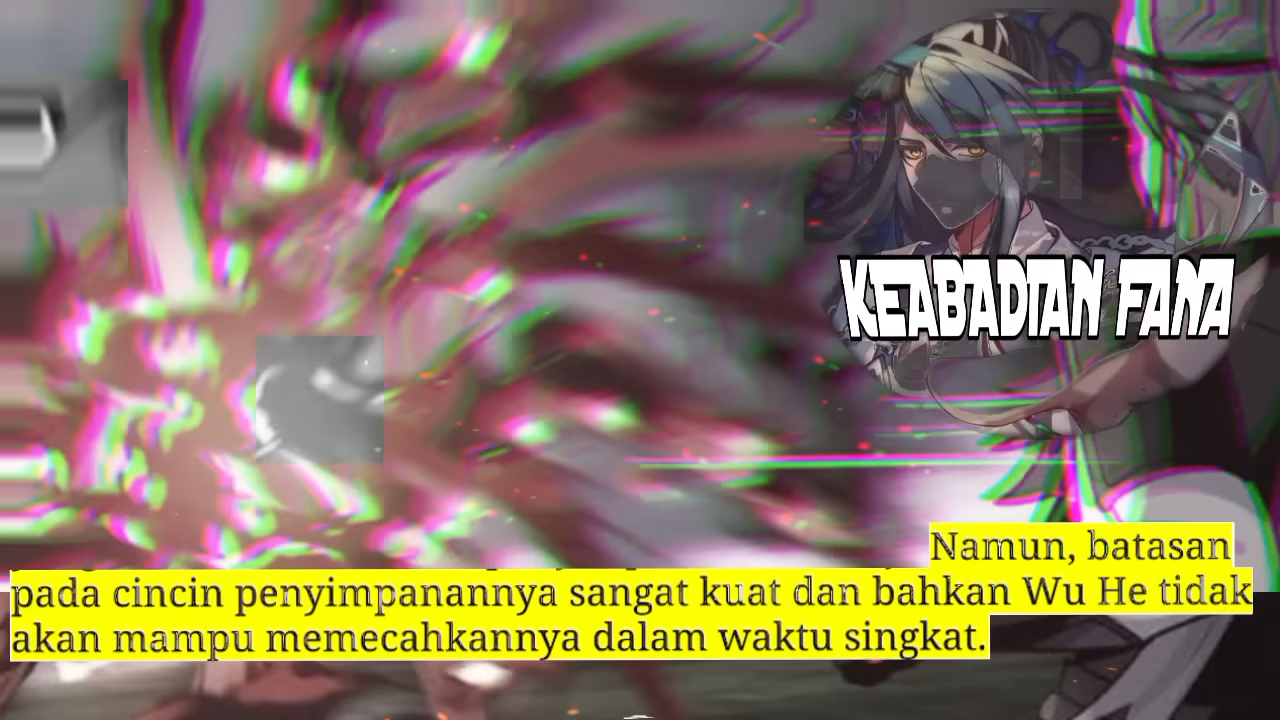 KEABADIAN FANA
Namun, batasan
pada cincin penyimpanannya sangat kuat dan bahkan Wu He tidak
akan mampu memecahkannya dalam waktu singkat.